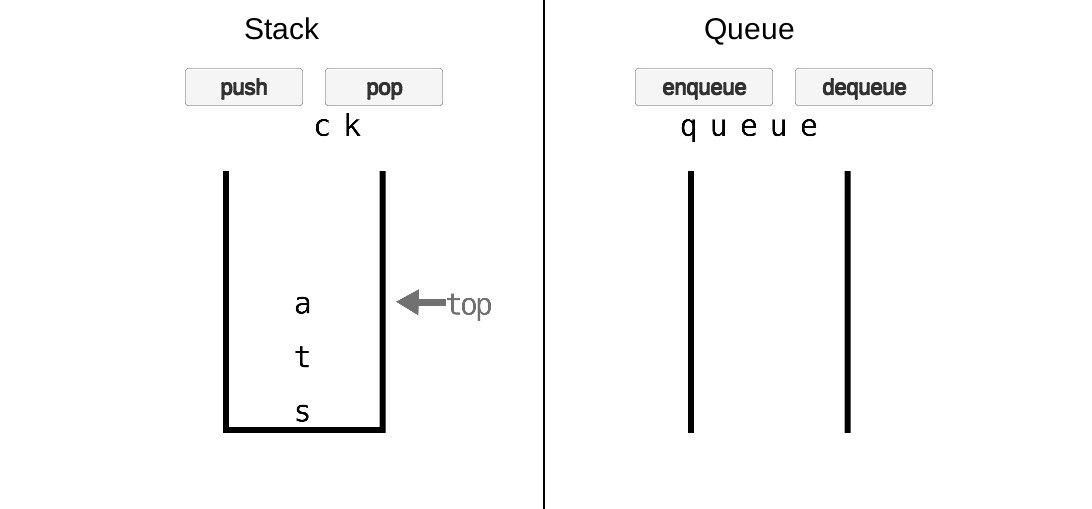 Stack
push pop
c k
a
top
t
s
Queue
enqueue dequeue
q u e u e